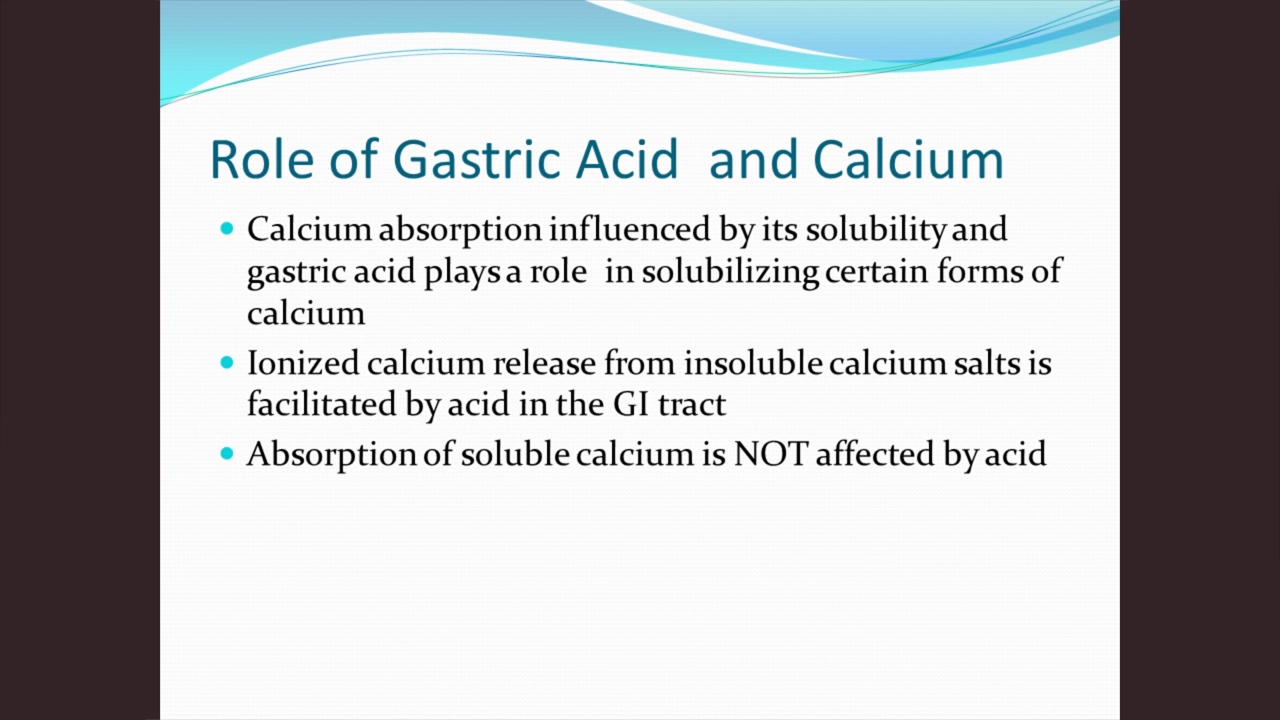 Role of Gastric Acid  and Calcium
Calcium absorption influenced by its solubility and
gastric acid plays a role  in solubilizing certain forms of
calcium
Ionized calcium release from insoluble calcium salts is
facilitated by acid in the GI tract
Absorption of soluble calcium is NOT affected by acid